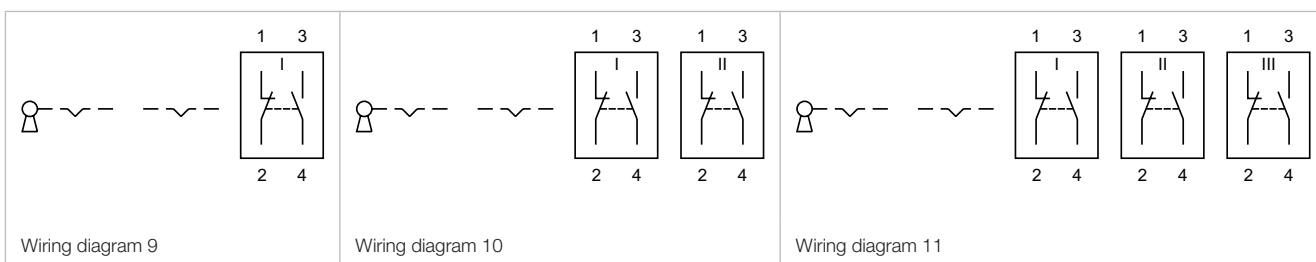 1 3 1 3 1 3 1 3 1 3 1 3
I I II I II III
2 4 2 4 2 4 2 4 2 4 2 4
Wiring diagram 9 Wiring diagram 10 Wiring diagram 11